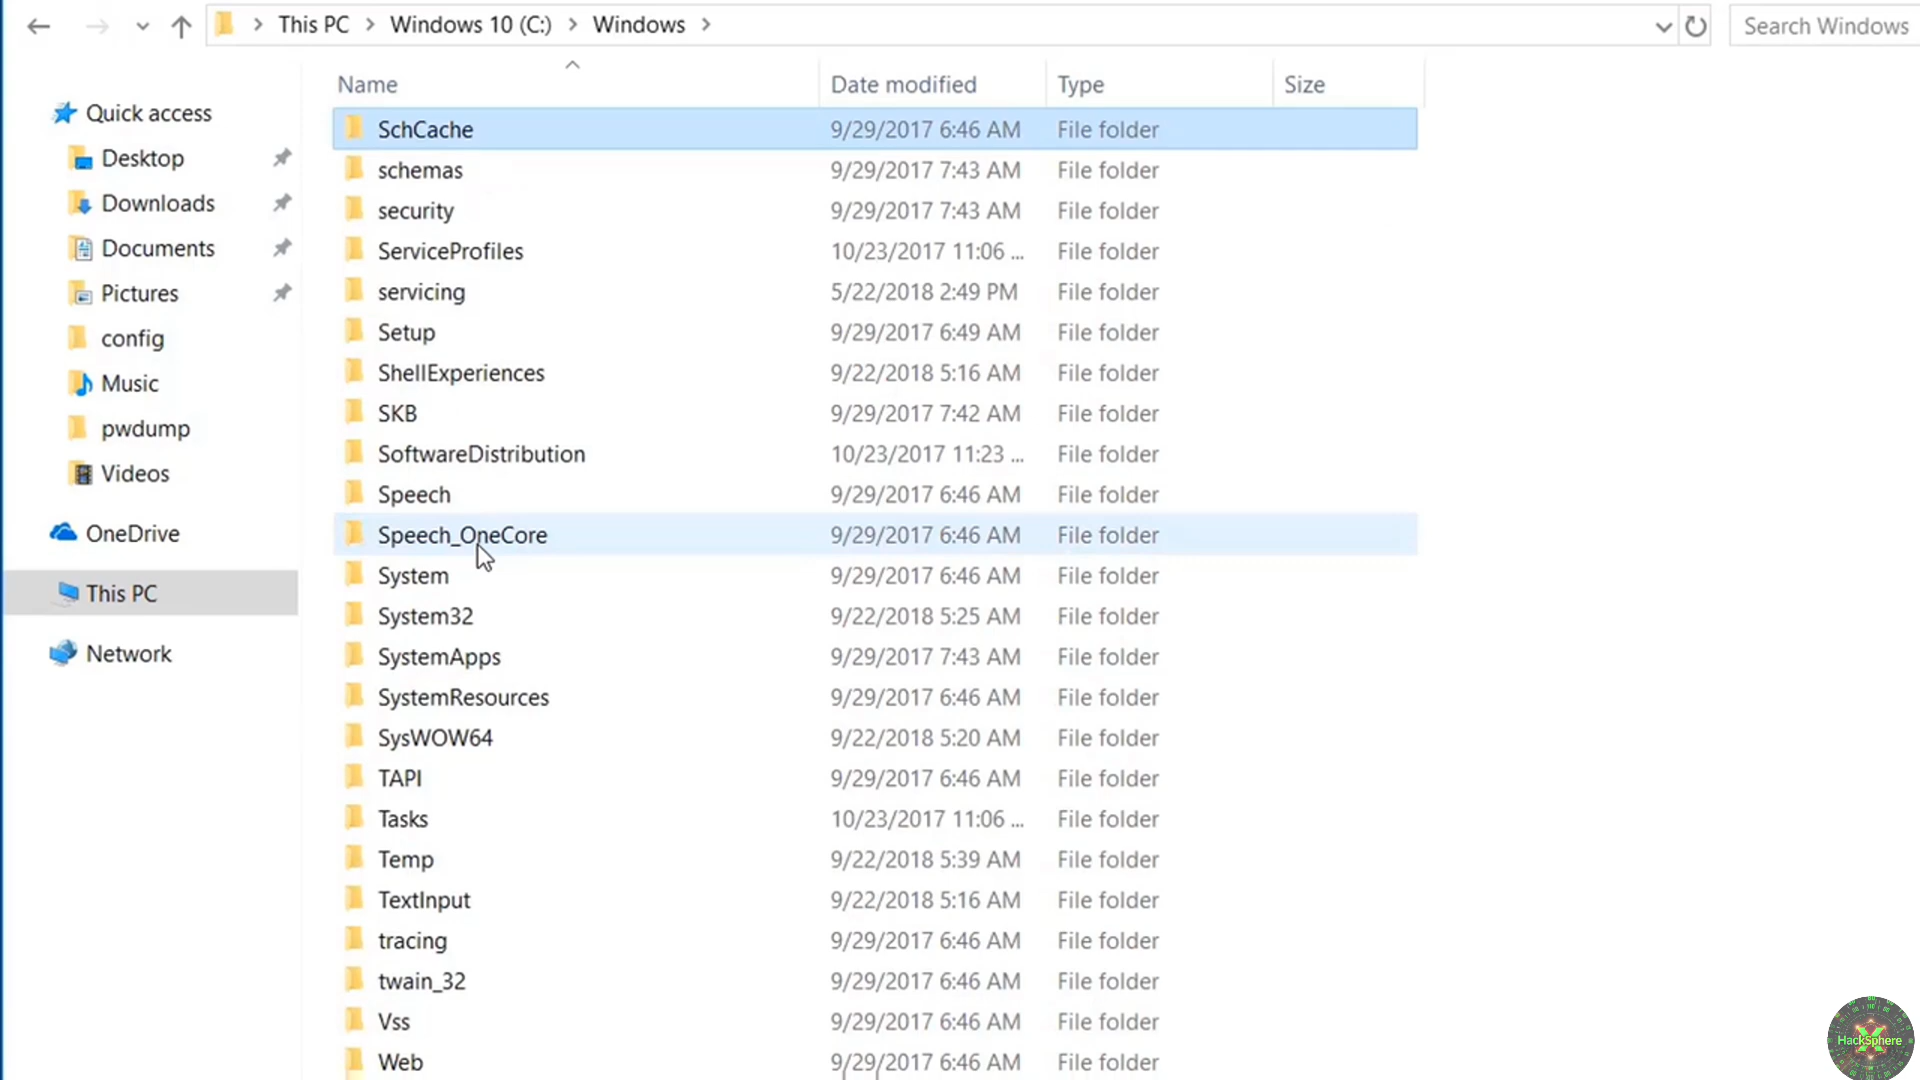 This PC > Windows 10 (C:) > Windows >
Search Windows
Name Date modified Type Size
Quick access
Desktop
Downloads
Documents
Pictures
config
Music
pwdump
Videos
OneDrive
This PC
Network
SchCache 9/29/2017 6:46 AM File folder
schemas 9/29/2017 7:43 AM File folder
security 9/29/2017 7:43 AM File folder
ServiceProfiles 10/23/2017 11:06 ... File folder
servicing 5/22/2018 2:49 PM File folder
Setup 9/29/2017 6:49 AM File folder
ShellExperiences 9/22/2018 5:16 AM File folder
SKB 9/29/2017 7:42 AM File folder
SoftwareDistribution 10/23/2017 11:23 ... File folder
Speech 9/29/2017 6:46 AM File folder
Speech_OneCore 9/29/2017 6:46 AM File folder
System 9/29/2017 6:46 AM File folder
System32 9/22/2018 5:25 AM File folder
SystemApps 9/29/2017 7:43 AM File folder
SystemResources 9/29/2017 6:46 AM File folder
SysWOW64 9/22/2018 5:20 AM File folder
TAPI 9/29/2017 6:46 AM File folder
Tasks 10/23/2017 11:06 ... File folder
Temp 9/22/2018 5:39 AM File folder
TextInput 9/22/2018 5:16 AM File folder
tracing 9/29/2017 6:46 AM File folder
twain_32 9/29/2017 6:46 AM File folder
Vss 9/29/2017 6:46 AM File folder
Web 9/29/2017 6:46 AM File folder
HackSphere